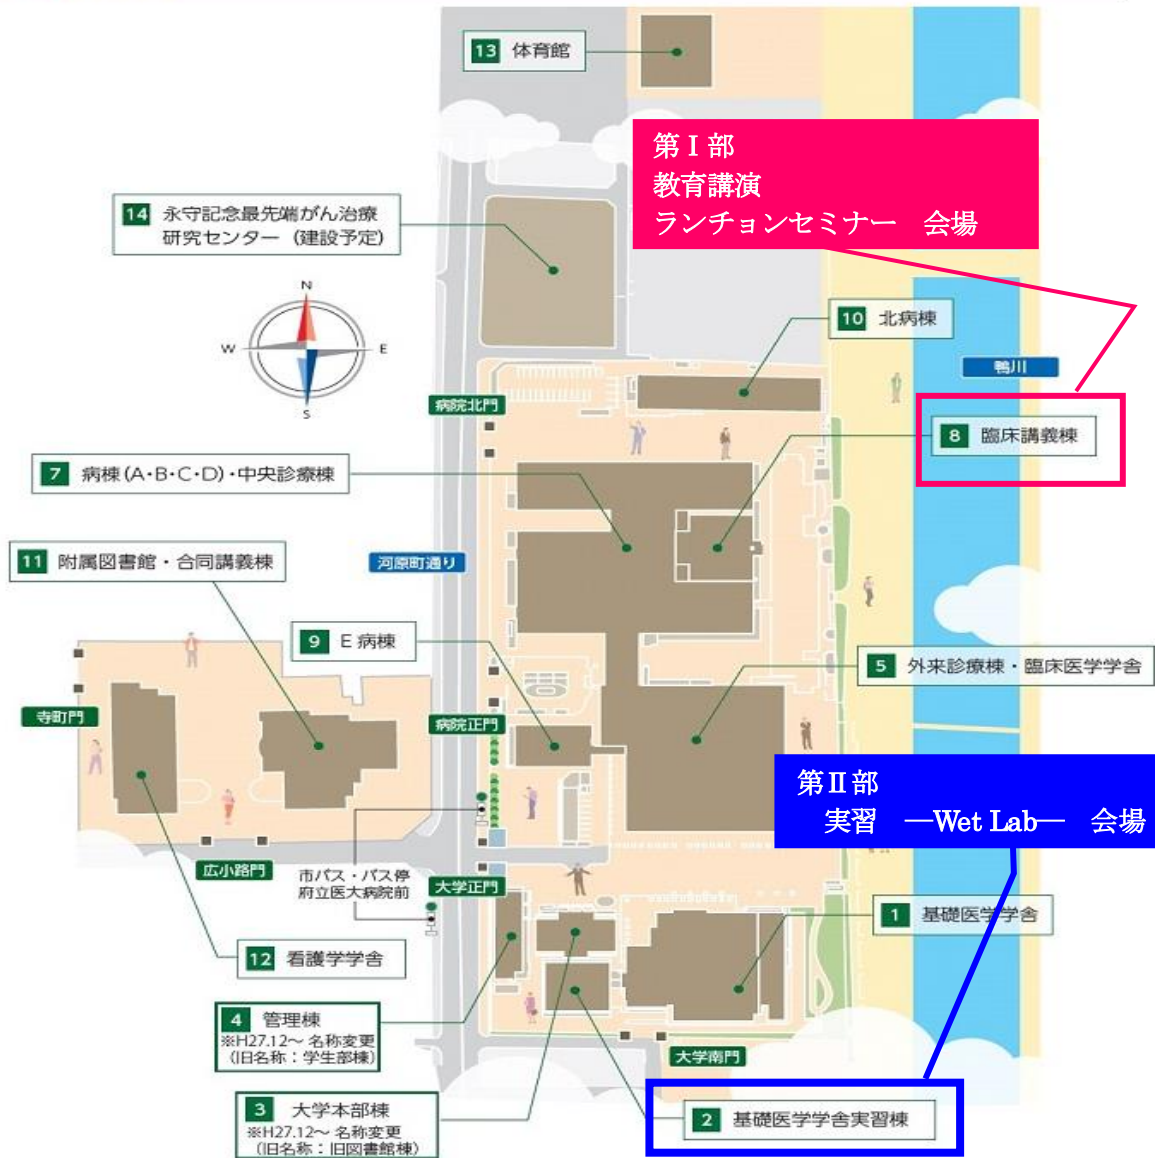 13 体育館
第Ⅰ部
教育講演
ランチョンセミナー　会場
14 永守記念最先端がん治療
研究センター（建設予定）
N
W
E
S
10 北病棟
鴨川
病院北門
8 臨床講義棟
7 病棟(A・B・C・D)・中央診療棟
11 附属図書館・合同講義棟
河原町通り
9 E 病棟
5 外来診療棟・臨床医学学舎
寺町門
病院正門
第Ⅱ部
実習　―Wet Lab―　会場
広小路門
市バス・バス停
府立医大病院前
大学正門
1 基礎医学学舎
12 看護学学舎
4 管理棟
※H27.12～ 名称変更
（旧名称：学生部棟）
大学南門
3 大学本部棟
※H27.12～ 名称変更
（旧名称：旧図書館棟）
2 基礎医学学舎実習棟